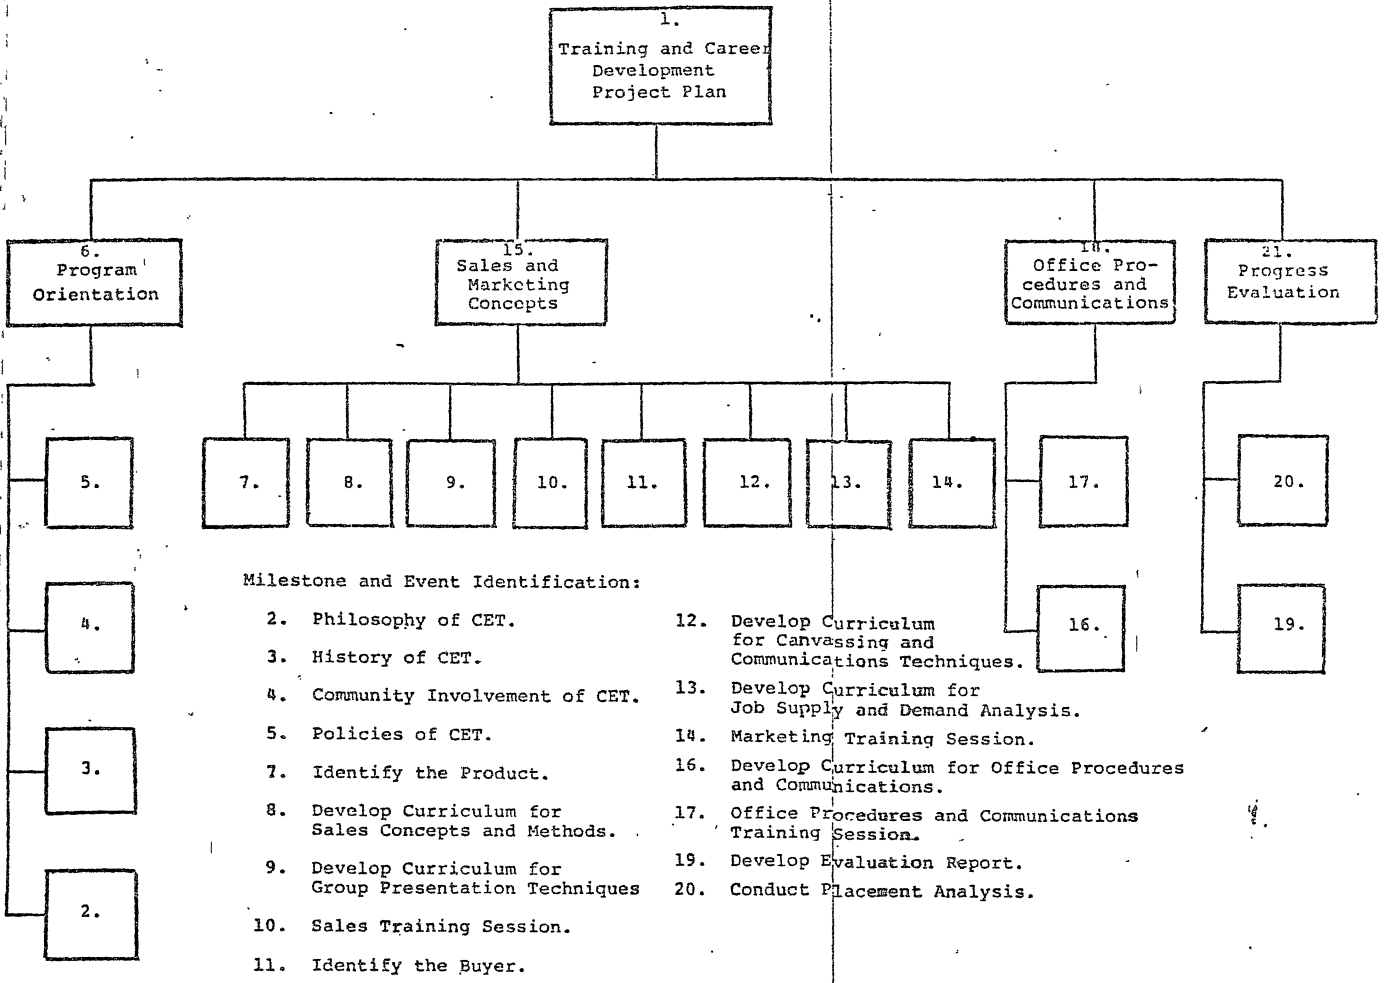 1.
Training and Career
Development
Project Plan
6.
Program
Orientation
15.
Sales and
Marketing
Concepts
18.
Office Pro-
cedures and
Communications
21.
Progress
Evaluation
5.
7.
8.
9.
10.
11.
12.
13.
14.
17.
20.
4.
16.
19.
3.
2.
Milestone and Event Identification:
2. Philosophy of CET.
3. History of CET.
4. Community Involvement of CET.
5. Policies of CET.
7. Identify the Product.
8. Develop Curriculum for
Sales Concepts and Methods.
9. Develop Curriculum for
Group Presentation Techniques
10. Sales Training Session.
11. Identify the Buyer.
12. Develop Curriculum
for Canvassing and
Communications Techniques.
13. Develop Curriculum for
Job Supply and Demand Analysis.
14. Marketing Training Session.
16. Develop Curriculum for Office Procedures
and Communications.
17. Office Procedures and Communications
Training Session.
19. Develop Evaluation Report.
20. Conduct Placement Analysis.